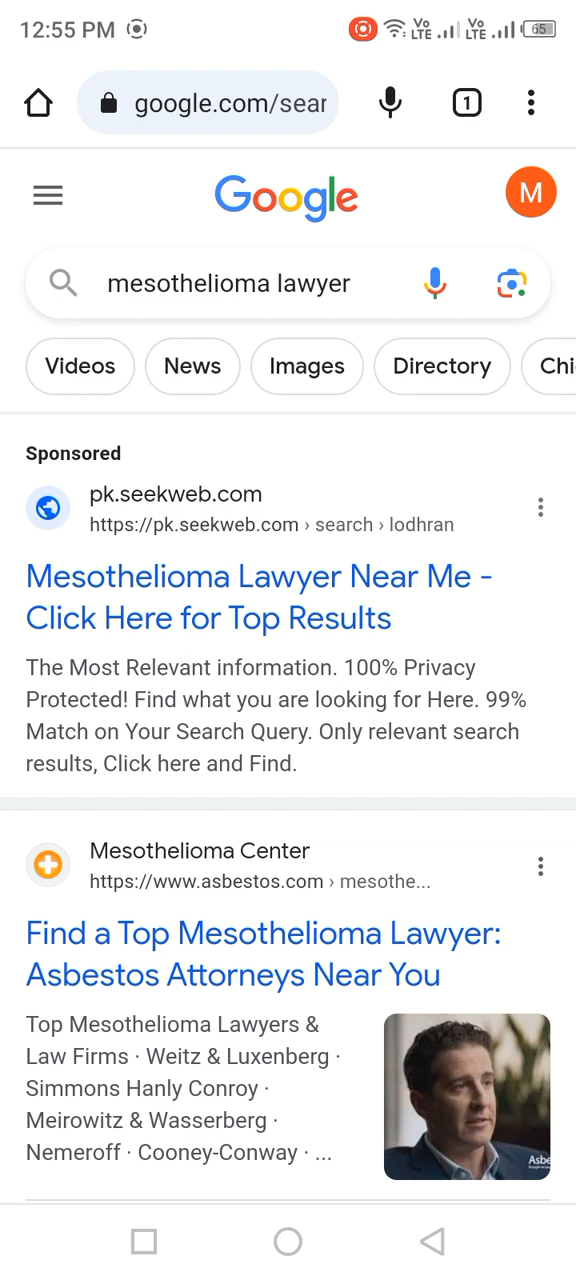 12:55 PM
Vo LTE
Vo LTE
65
google.com/sear
1
Google
M
mesothelioma lawyer
Videos
News
Images
Directory
Chi
Sponsored
pk.seekweb.com
https://pk.seekweb.com › search › lodhran
Mesothelioma Lawyer Near Me -
Click Here for Top Results
The Most Relevant information. 100% Privacy
Protected! Find what you are looking for Here. 99%
Match on Your Search Query. Only relevant search
results, Click here and Find.
Mesothelioma Center
https://www.asbestos.com › mesothe...
Find a Top Mesothelioma Lawyer:
Asbestos Attorneys Near You
Top Mesothelioma Lawyers &
Law Firms · Weitz & Luxenberg ·
Simmons Hanly Conroy ·
Meirowitz & Wasserberg ·
Nemeroff · Cooney-Conway · ...
Asbe